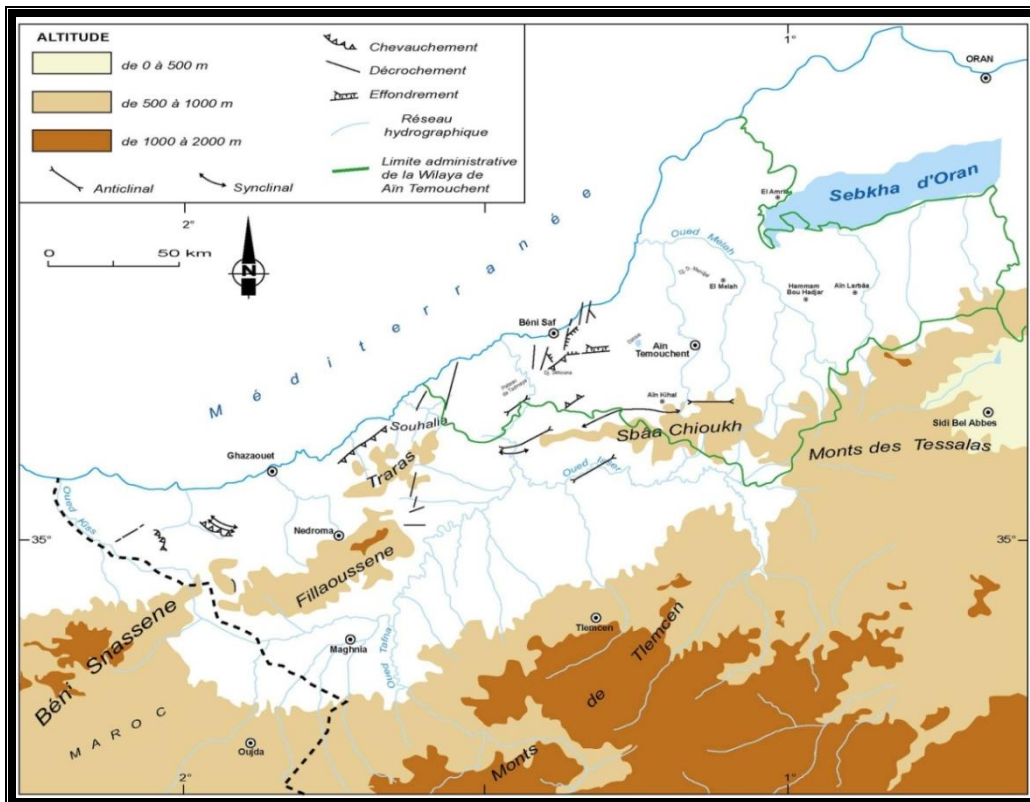 ALTITUDE
de 0 à 500 m
de 500 à 1000 m
de 1000 à 2000 m
Anticlinal
Synclinal
Chevauchement
Décrochement
Effondrement
Réseau
hydrographique
Limite administrative
de la Wilaya de
Aïn Temouchent
1°
ORAN
2°
0 50 km
N
Méditerranée
Sebkha d'Oran
El Amria
Oued Melah
El Melah
Hammam
Bou Hadjar
Aïn Larbâa
Béni Saf
Aïn
Temouchent
Aïn Kihal
Sidi Bel Abbes
Souhalia
Sbâa Chioukh
Monts des Tessalas
Ghazaouet
Traras
Oued Kiss
Nedroma
35°
35°
Fillaoussene
Béni Snassene
Maghnia
Oued Tafna
Tlemcen
Monts de Tlemcen
MAROC
Oujda
2°
1°